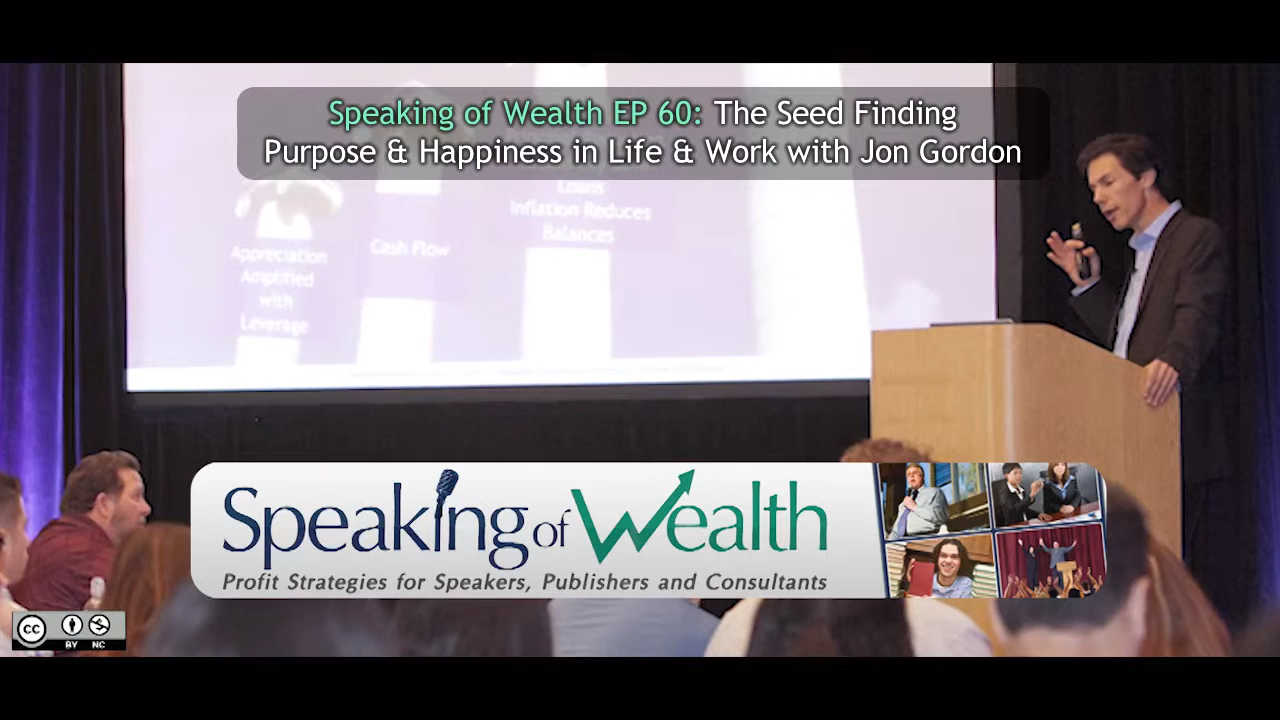 Speaking of Wealth EP 60: The Seed Finding
Purpose & Happiness in Life & Work with Jon Gordon
Loans
Inflation Reduces
Balances
Cash Flow
Appreciation
Amplified
with
Leverage
Speaking of Wealth
Profit Strategies for Speakers, Publishers and Consultants
cc
BY NC